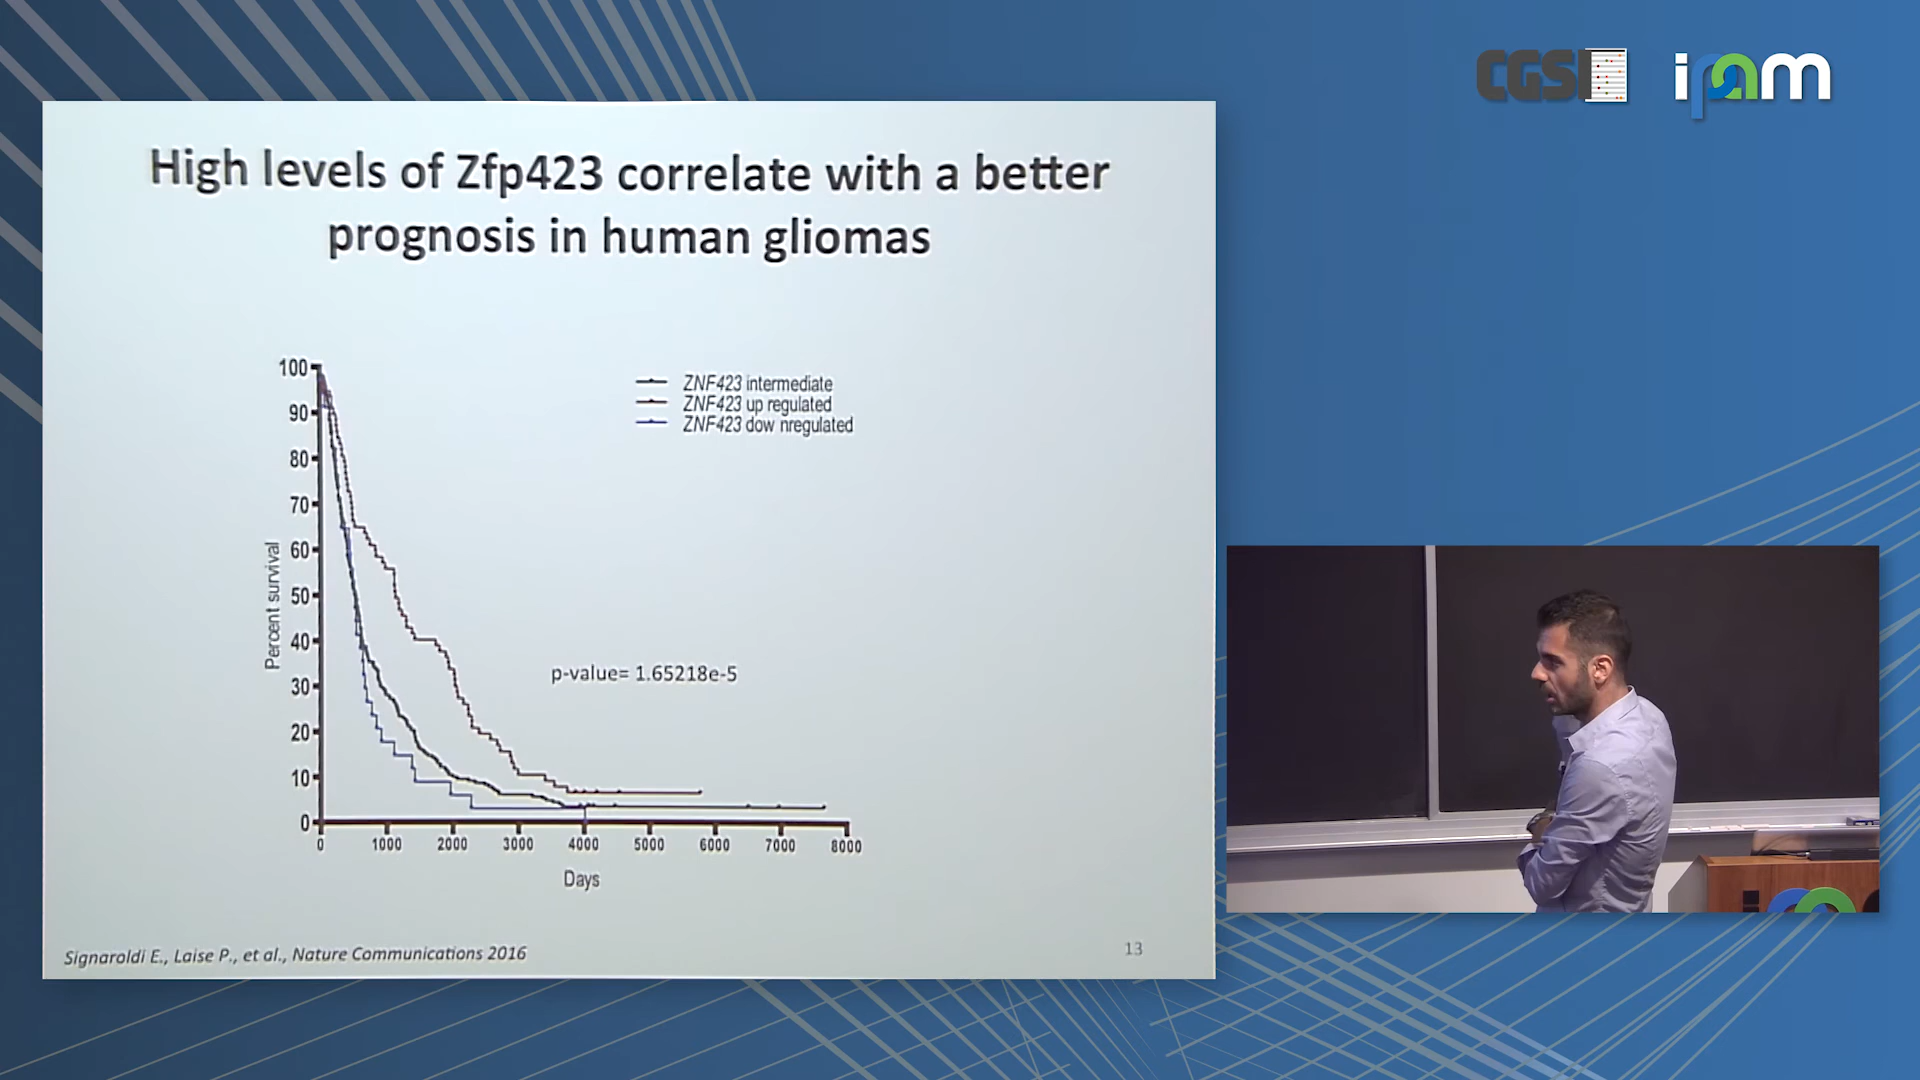 CGSI
ipam
High levels of Zfp423 correlate with a better
prognosis in human gliomas
ZNF423 intermediate
ZNF423 up regulated
ZNF423 dow nregulated
100
90
80
70
60
50
40
30
20
10
0
Percent survival
p-value= 1.65218e-5
0 1000 2000 3000 4000 5000 6000 7000 8000
Days
Signaroldi E., Laise P., et al., Nature Communications 2016
13